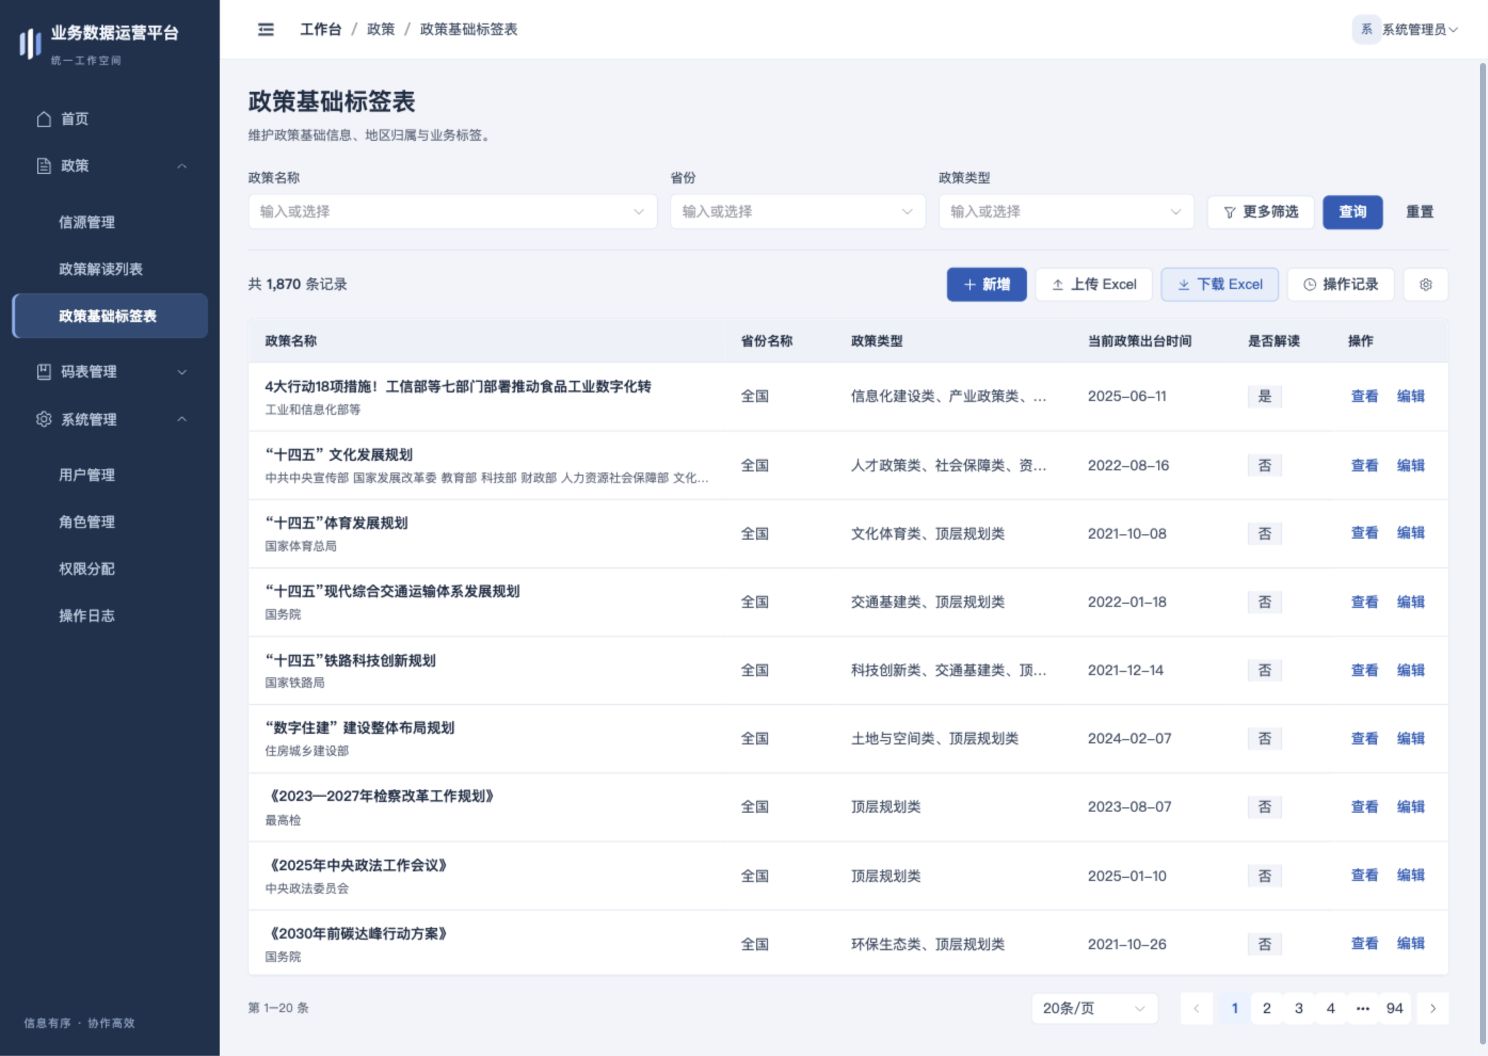 业务数据运营平台
统一工作空间
首页
政策
信源管理
政策解读列表
政策基础标签表
码表管理
系统管理
用户管理
角色管理
权限分配
操作日志
信息有序 · 协作高效
工作台 / 政策 / 政策基础标签表
系 系统管理员
政策基础标签表
维护政策基础信息、地区归属与业务标签。
政策名称 省份 政策类型
输入或选择 输入或选择 输入或选择 更多筛选 查询 重置
共 1,870 条记录 新增 上传 Excel 下载 Excel 操作记录
政策名称 省份名称 政策类型 当前政策出台时间 是否解读 操作
4大行动18项措施！工信部等七部门部署推动食品工业数字化转
工业和信息化部等
全国 信息化建设类、产业政策类、... 2025-06-11 是 查看 编辑
“十四五” 文化发展规划
中共中央宣传部 国家发展改革委 教育部 科技部 财政部 人力资源社会保障部 文化...
全国 人才政策类、社会保障类、资... 2022-08-16 否 查看 编辑
“十四五”体育发展规划
国家体育总局
全国 文化体育类、顶层规划类 2021-10-08 否 查看 编辑
“十四五”现代综合交通运输体系发展规划
国务院
全国 交通基建类、顶层规划类 2022-01-18 否 查看 编辑
“十四五”铁路科技创新规划
国家铁路局
全国 科技创新类、交通基建类、顶... 2021-12-14 否 查看 编辑
“数字住建” 建设整体布局规划
住房城乡建设部
全国 土地与空间类、顶层规划类 2024-02-07 否 查看 编辑
《2023—2027年检察改革工作规划》
最高检
全国 顶层规划类 2023-08-07 否 查看 编辑
《2025年中央政法工作会议》
中央政法委员会
全国 顶层规划类 2025-01-10 否 查看 编辑
《2030年前碳达峰行动方案》
国务院
全国 环保生态类、顶层规划类 2021-10-26 否 查看 编辑
第 1—20 条 20条/页 1 2 3 4 ••• 94